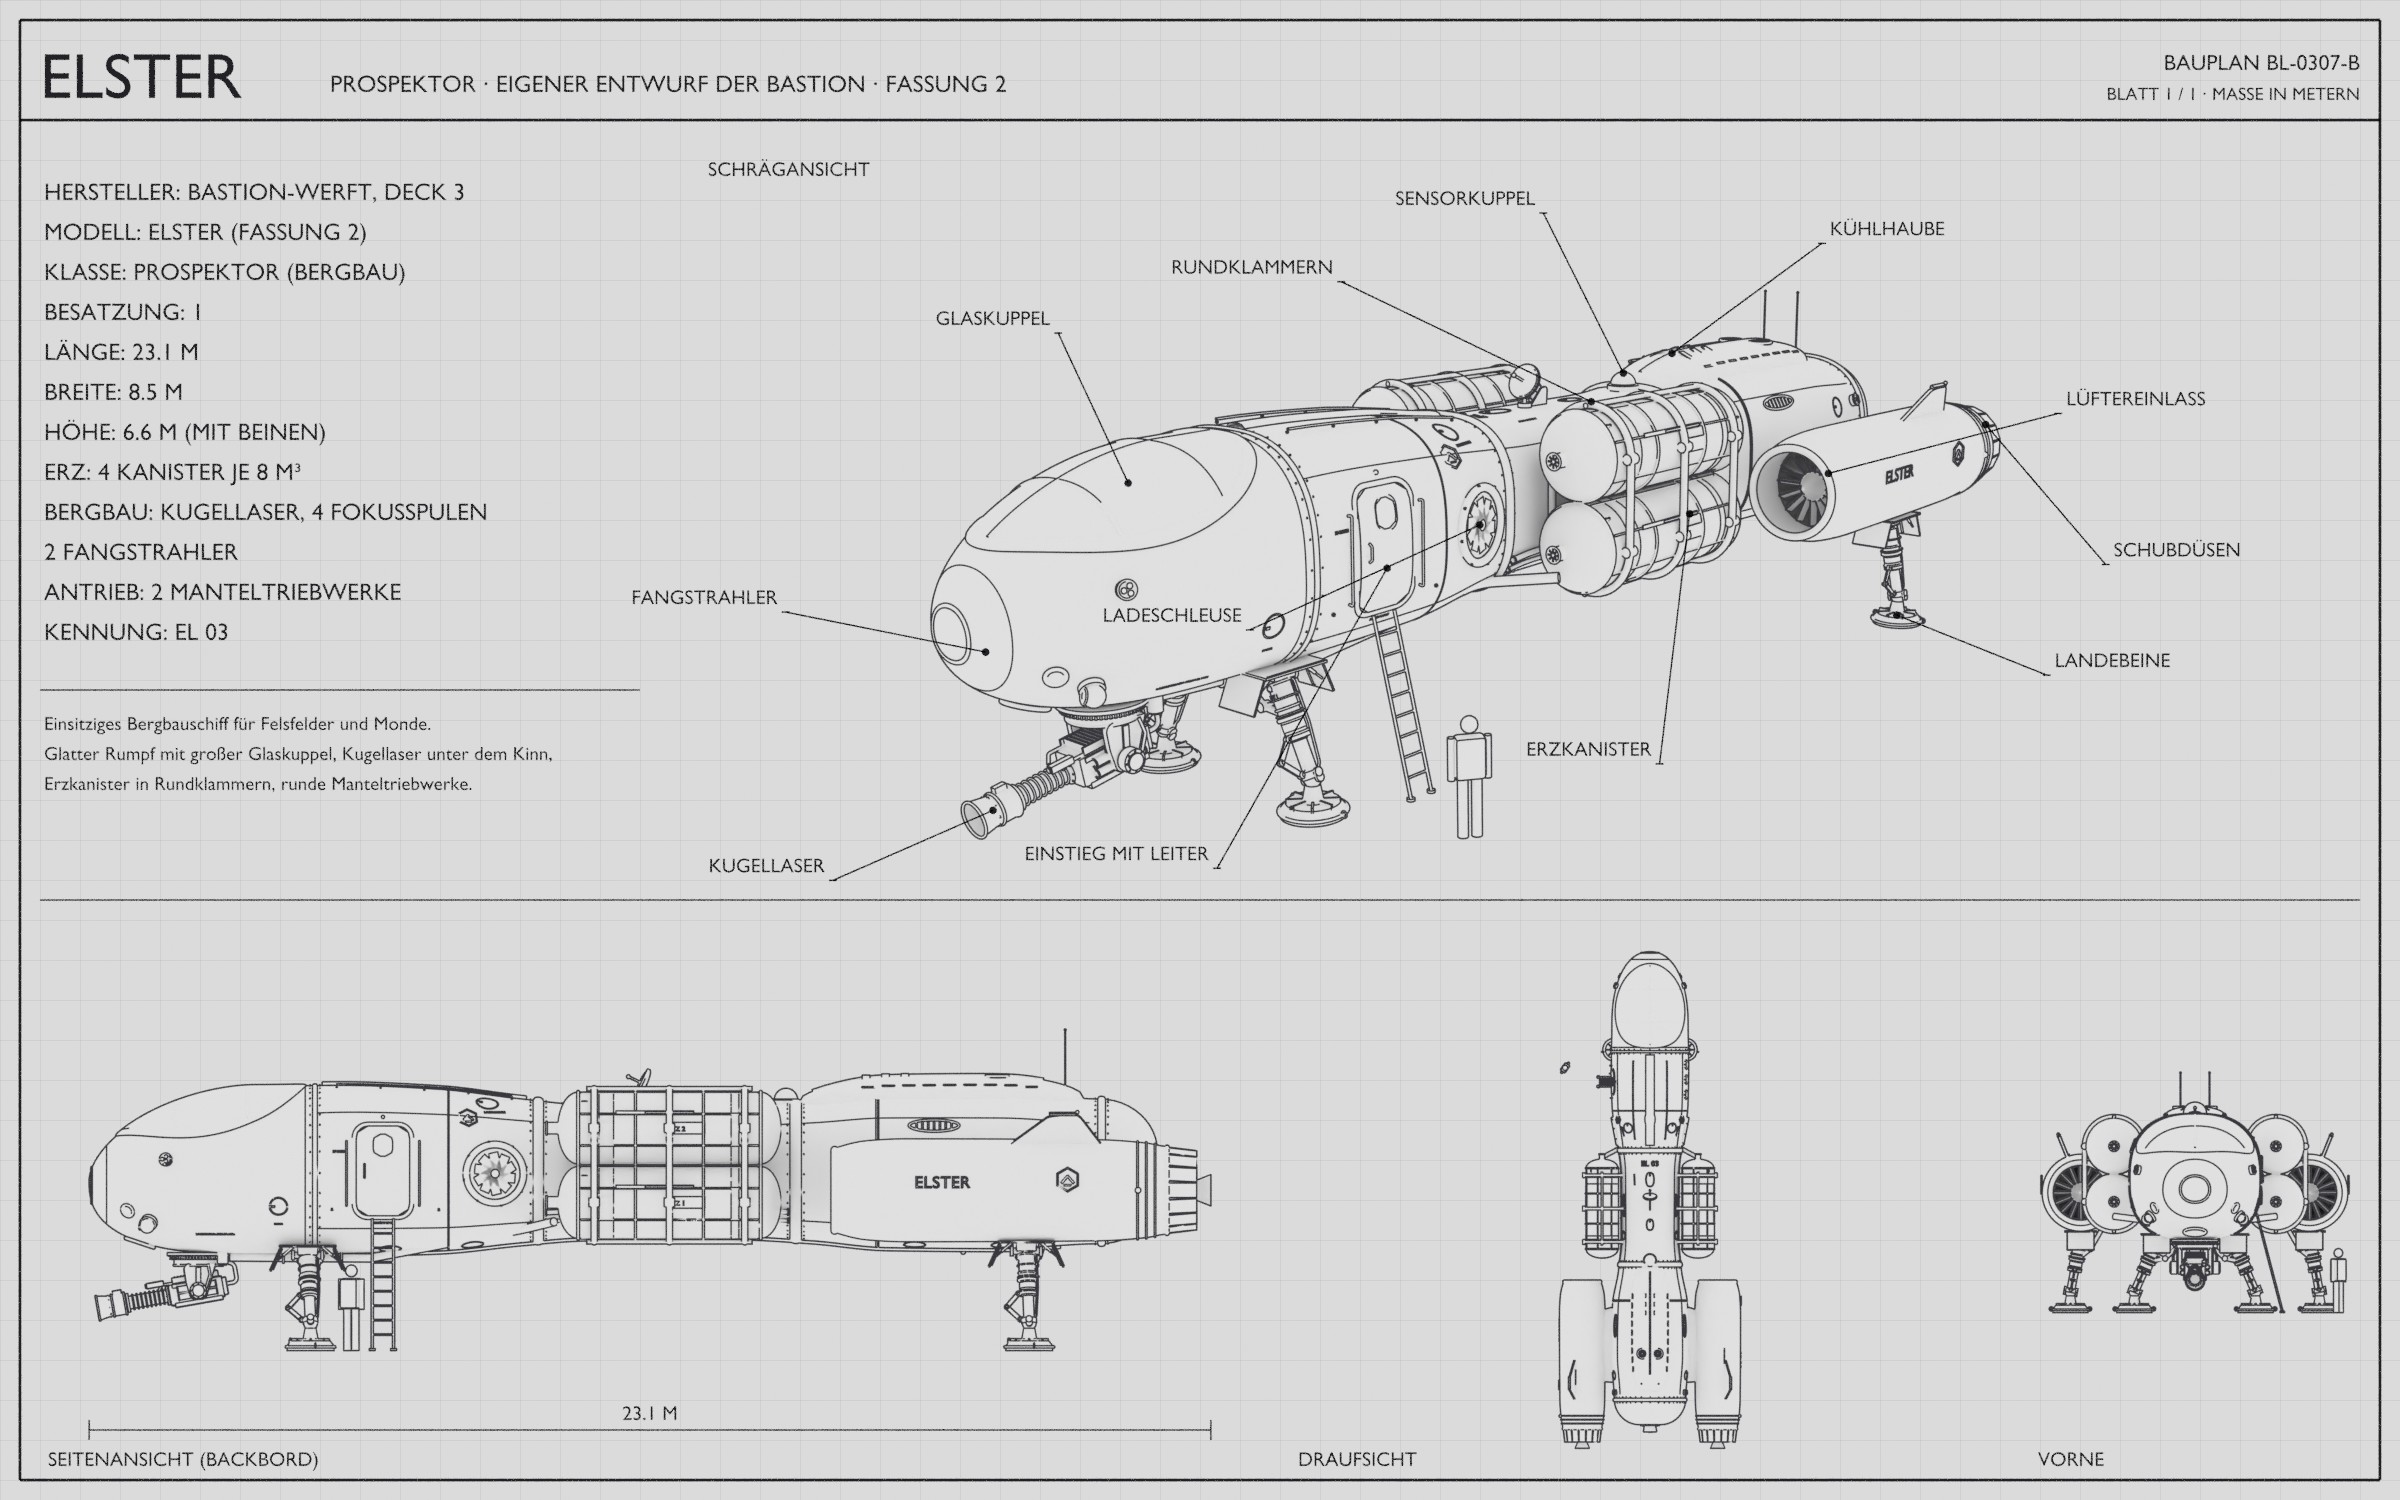 ELSTER
PROSPEKTOR · EIGENER ENTWURF DER BASTION · FASSUNG 2
BAUPLAN BL-0307-B
BLATT 1 / 1 · MASSE IN METERN
HERSTELLER: BASTION-WERFT, DECK 3
MODELL: ELSTER (FASSUNG 2)
KLASSE: PROSPEKTOR (BERGBAU)
BESATZUNG: 1
LÄNGE: 23.1 M
BREITE: 8.5 M
HÖHE: 6.6 M (MIT BEINEN)
ERZ: 4 KANISTER JE 8 M³
BERGBAU: KUGELLASER, 4 FOKUSSPULEN
2 FANGSTRAHLER
ANTRIEB: 2 MANTELTRIEBWERKE
KENNUNG: EL 03
Einsitziges Bergbauschiff für Felsfelder und Monde.
Glatter Rumpf mit großer Glaskuppel, Kugellaser unter dem Kinn,
Erzkanister in Rundklammern, runde Manteltriebwerke.
SCHRÄGANSICHT
SENSORKUPPEL
KÜHLHAUBE
RUNDKLAMMERN
GLASKUPPEL
LÜFTEREINLASS
ELSTER
SCHUBDÜSEN
FANGSTRAHLER
LADESCHLEUSE
LANDEBEINE
ERZKANISTER
EINSTIEG MIT LEITER
KUGELLASER
ELSTER
23.1 M
SEITENANSICHT (BACKBORD)
EL 03
DRAUFSICHT
VORNE